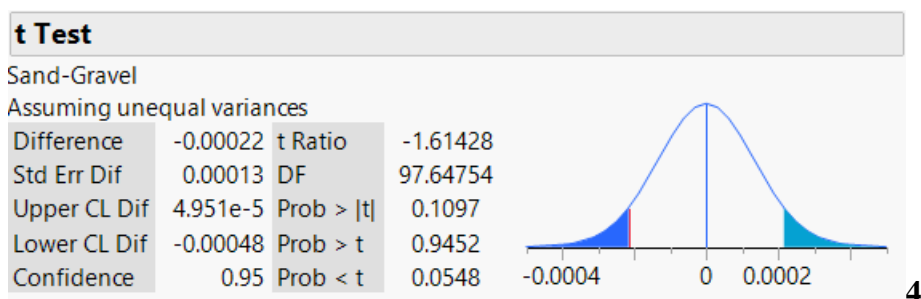 t Test
Sand-Gravel
Assuming unequal variances
Difference -0.00022 t Ratio -1.61428
Std Err Dif 0.00013 DF 97.64754
Upper CL Dif 4.951e-5 Prob > |t| 0.1097
Lower CL Dif -0.00048 Prob > t 0.9452
Confidence 0.95 Prob < t 0.0548
-0.0004 0 0.0002
4